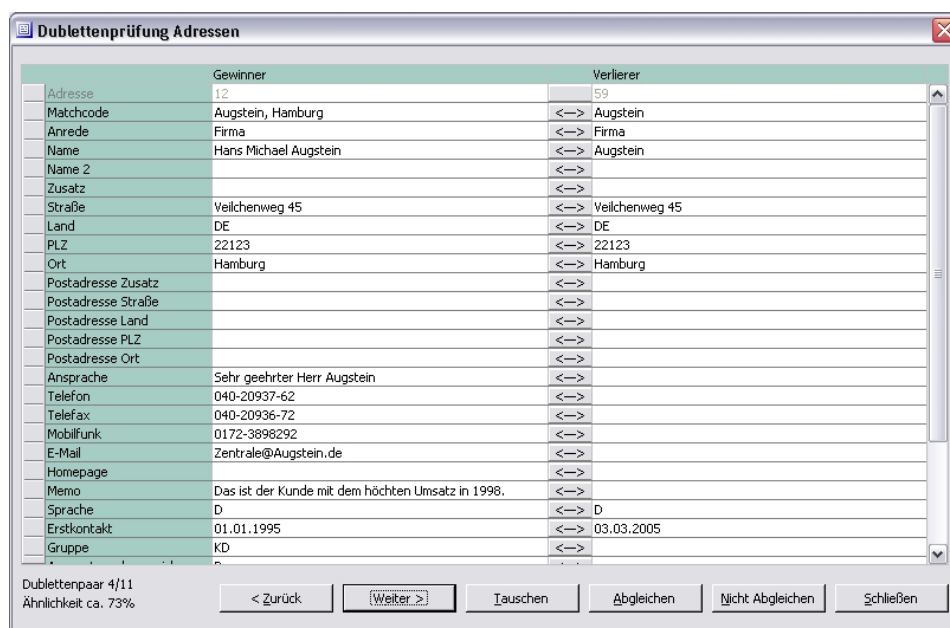 Dublettenprüfung Adressen
Gewinner Verlierer
Adresse 12 59
Matchcode Augstein, Hamburg <--> Augstein
Anrede Firma <--> Firma
Name Hans Michael Augstein <--> Augstein
Name 2 <-->
Zusatz <-->
Straße Veilchenweg 45 <--> Veilchenweg 45
Land DE <--> DE
PLZ 22123 <--> 22123
Ort Hamburg <--> Hamburg
Postadresse Zusatz <-->
Postadresse Straße <-->
Postadresse Land <-->
Postadresse PLZ <-->
Postadresse Ort <-->
Ansprache Sehr geehrter Herr Augstein <-->
Telefon 040-20937-62 <-->
Telefax 040-20936-72 <-->
Mobilfunk 0172-3898292 <-->
E-Mail Zentrale@Augstein.de <-->
Homepage <-->
Memo Das ist der Kunde mit dem höchten Umsatz in 1998. <-->
Sprache D <--> D
Erstkontakt 01.01.1995 <--> 03.03.2005
Gruppe KD <-->
Dublettenpaar 4/11
Ähnlichkeit ca. 73%
< Zurück Weiter > Tauschen Abgleichen Nicht Abgleichen Schließen